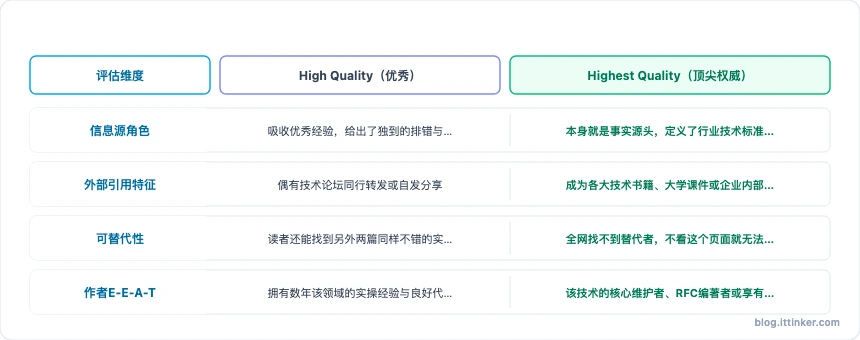 评估维度 High Quality（优秀） Highest Quality（顶尖权威）
信息源角色 吸收优秀经验，给出了独到的排错与... 本身就是事实源头，定义了行业技术标准...
外部引用特征 偶有技术论坛同行转发或自发分享 成为各大技术书籍、大学课件或企业内部...
可替代性 读者还能找到另外两篇同样不错的实... 全网找不到替代者，不看这个页面就无法...
作者E-E-A-T 拥有数年该领域的实操经验与良好代... 该技术的核心维护者、RFC编著者或享有...
blog.ittinker.com